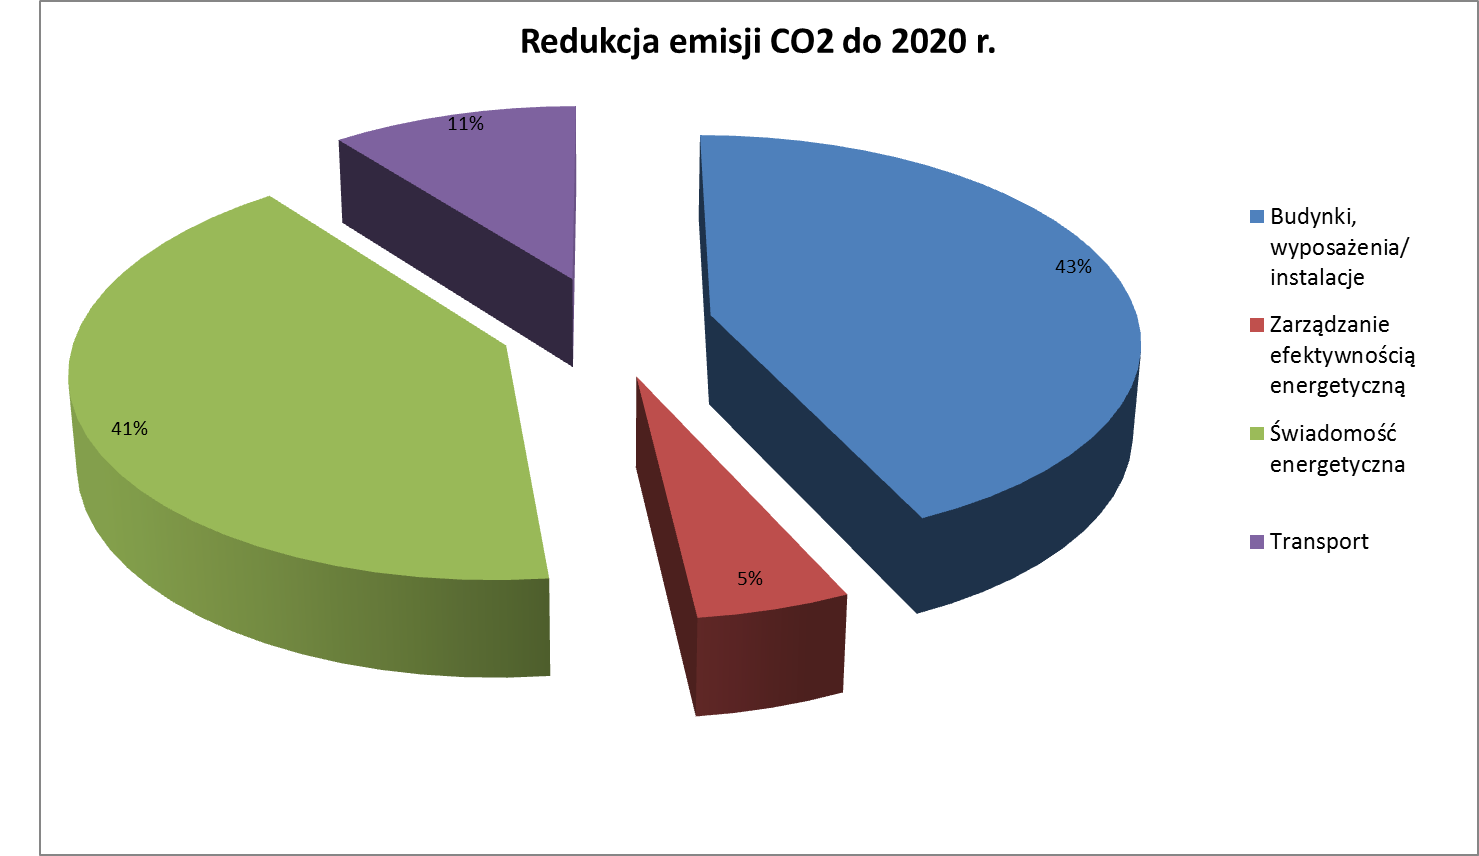 Redukcja emisji CO2 do 2020 r.
11%
43%
41%
5%
Budynki,
wyposażenia/
instalacje
Zarządzanie
efektywnością
energetyczną
Świadomość
energetyczna
Transport